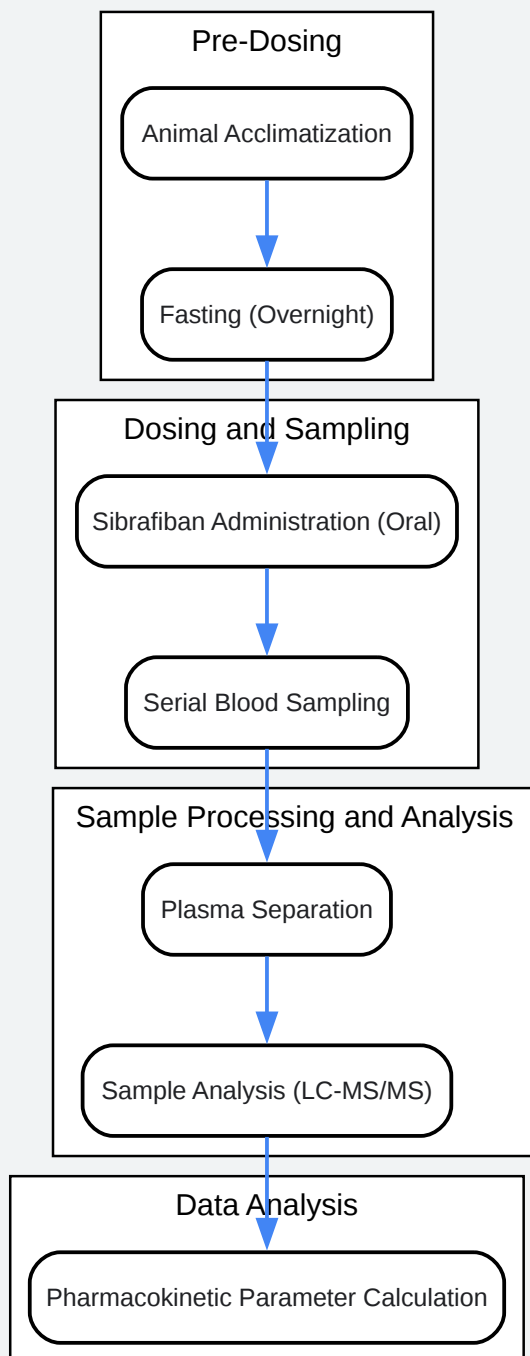 Pre-Dosing
Animal Acclimatization
Fasting (Overnight)
Dosing and Sampling
Sibrafiban Administration (Oral)
Serial Blood Sampling
Sample Processing and Analysis
Plasma Separation
Sample Analysis (LC-MS/MS)
Data Analysis
Pharmacokinetic Parameter Calculation